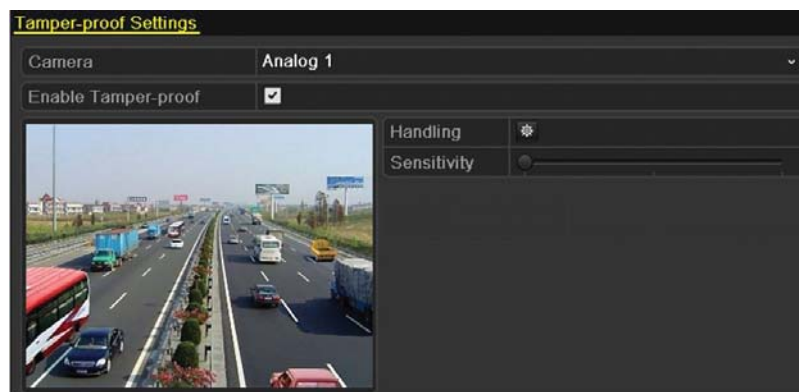 Tamper-proof Settings
Camera
Analog 1
Enable Tamper-proof
Handling
Sensitivity